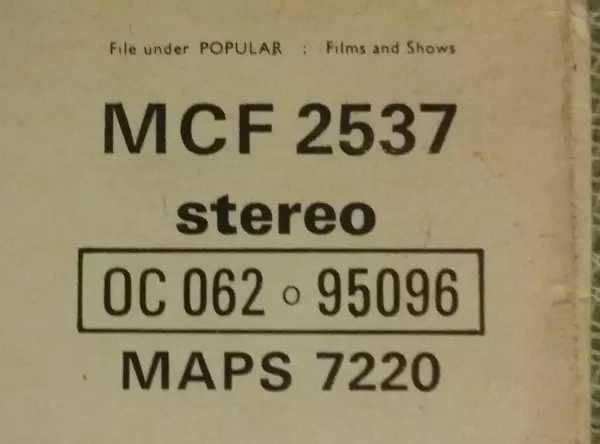 File under POPULAR : Films and Shows
MCF 2537
stereo
OC 062 o 95096
MAPS 7220